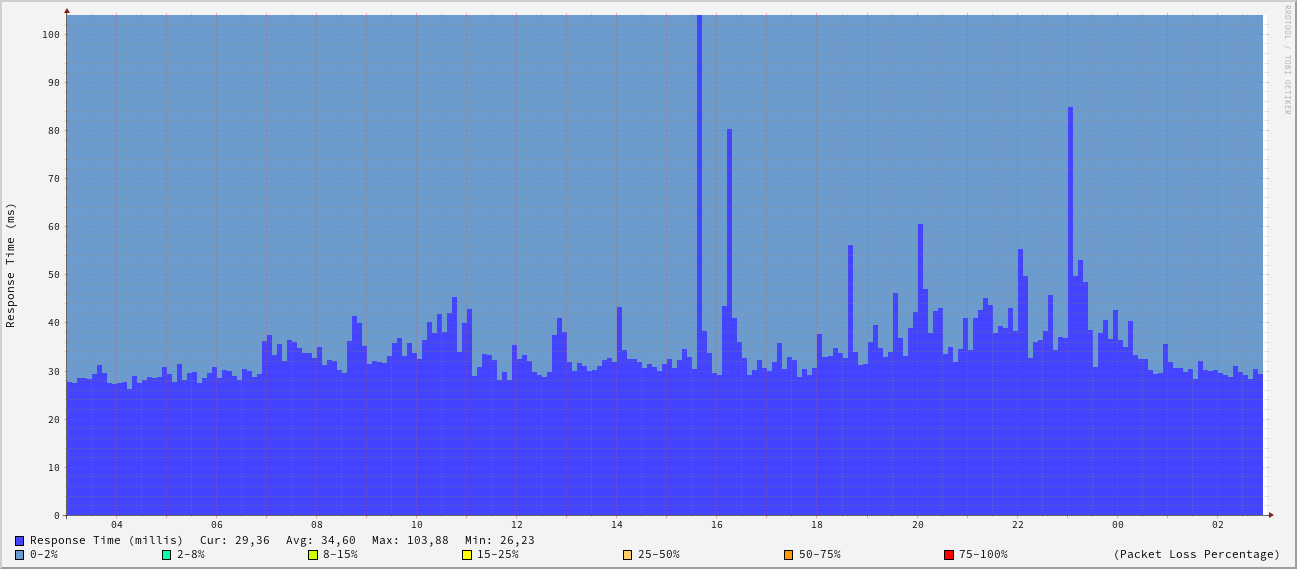 RRDTOOL / TOBI OETIKER
Response Time (ms)
100
90
80
70
60
50
40
30
20
10
0
04 06 08 10 12 14 16 18 20 22 00 02
Response Time (millis) Cur: 29,36 Avg: 34,60 Max: 103,88 Min: 26,23
0-2% 2-8% 8-15% 15-25% 25-50% 50-75% 75-100% (Packet Loss Percentage)